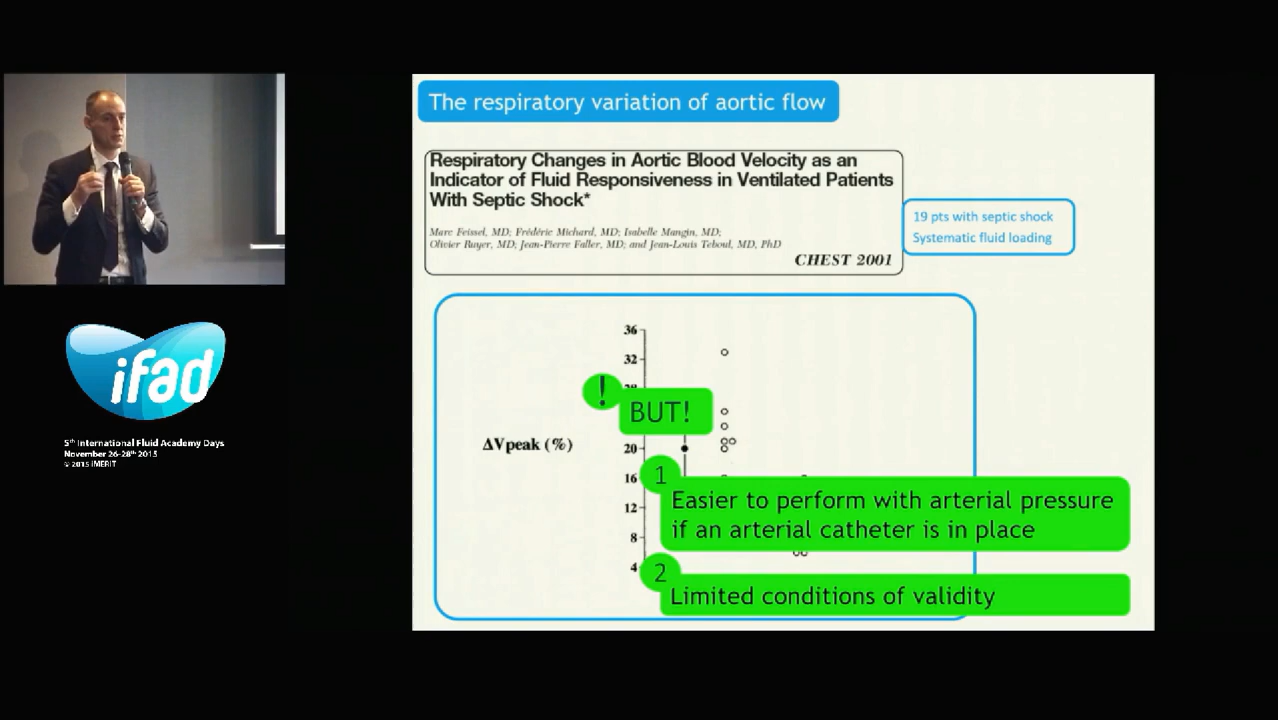 The respiratory variation of aortic flow
Respiratory Changes in Aortic Blood Velocity as an
Indicator of Fluid Responsiveness in Ventilated Patients
With Septic Shock*
Marc Feissel, MD; Frédéric Michard, MD; Isabelle Mangin, MD;
Olivier Ruyer, MD; Jean-Pierre Faller, MD; and Jean-Louis Teboul, MD, PhD
CHEST 2001
19 pts with septic shock
Systematic fluid loading
36
32
!
BUT!
ΔVpeak (%)
20
16
1
Easier to perform with arterial pressure
if an arterial catheter is in place
12
8
4
2
Limited conditions of validity
ifad
5th International Fluid Academy Days
November 26-28th 2015
© 2015 IMERIT